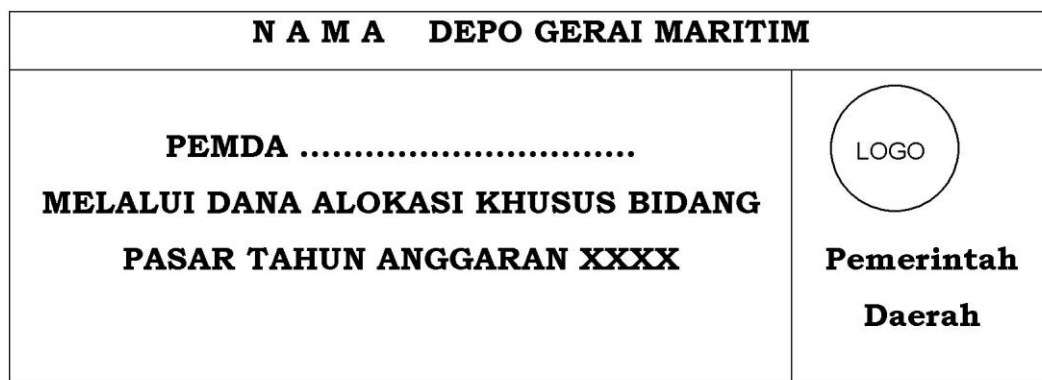 N A M A DEPO GERAI MARITIM
PEMDA ...............................
MELALUI DANA ALOKASI KHUSUS BIDANG
PASAR TAHUN ANGGARAN XXXX
LOGO
Pemerintah
Daerah